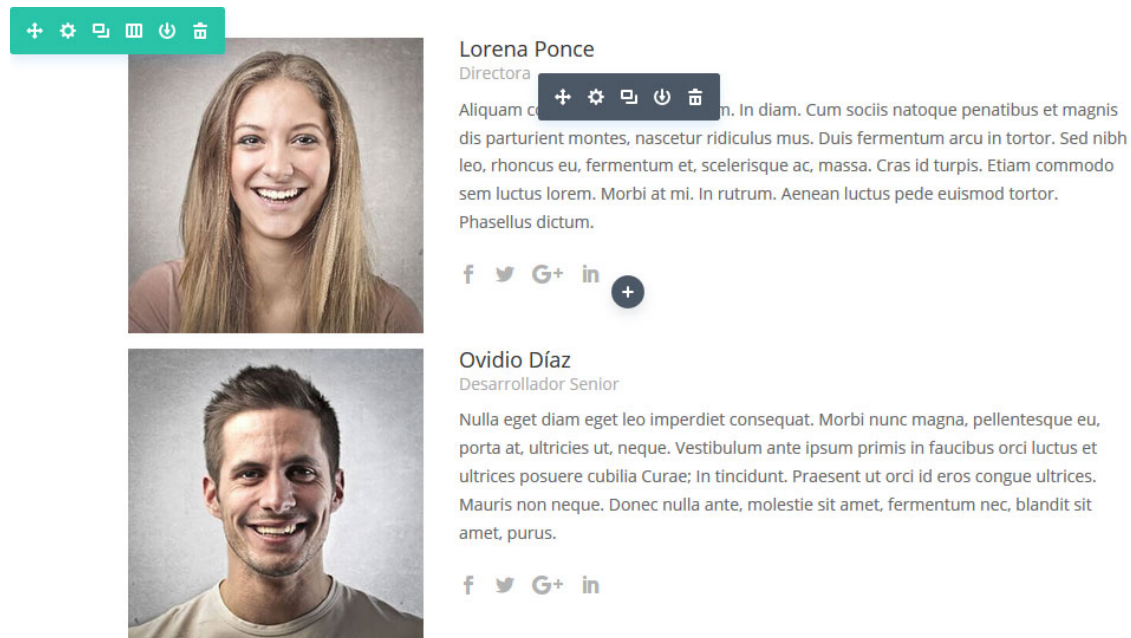 Lorena Ponce
Directora
Aliquam m. In diam. Cum sociis natoque penatibus et magnis
dis parturient montes, nascetur ridiculus mus. Duis fermentum arcu in tortor. Sed nibh
leo, rhoncus eu, fermentum et, scelerisque ac, massa. Cras id turpis. Etiam commodo
sem luctus lorem. Morbi at mi. In rutrum. Aenean luctus pede euismod tortor.
Phasellus dictum.
f G+ in
Ovidio Díaz
Desarrollador Senior
Nulla eget diam eget leo imperdiet consequat. Morbi nunc magna, pellentesque eu,
porta at, ultricies ut, neque. Vestibulum ante ipsum primis in faucibus orci luctus et
ultrices posuere cubilia Curae; In tincidunt. Praesent ut orci id eros congue ultrices.
Mauris non neque. Donec nulla ante, molestie sit amet, fermentum nec, blandit sit
amet, purus.
f G+ in